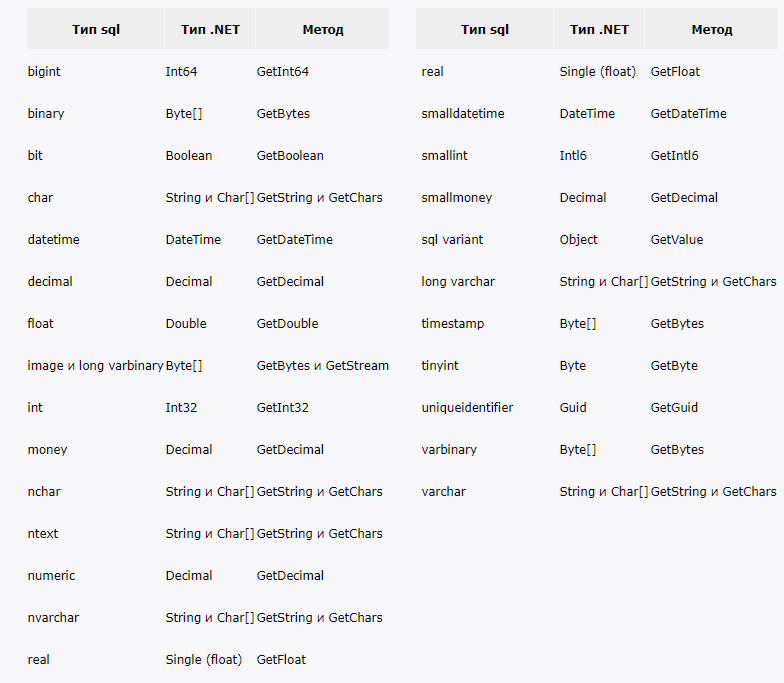 Тип sql Тип .NET Метод
bigint Int64 GetInt64
binary Byte[] GetBytes
bit Boolean GetBoolean
char String и Char[] GetString и GetChars
datetime DateTime GetDateTime
decimal Decimal GetDecimal
float Double GetDouble
image и long varbinary Byte[] GetBytes и GetStream
int Int32 GetInt32
money Decimal GetDecimal
nchar String и Char[] GetString и GetChars
ntext String и Char[] GetString и GetChars
numeric Decimal GetDecimal
nvarchar String и Char[] GetString и GetChars
real Single (float) GetFloat
Тип sql Тип .NET Метод
real Single (float) GetFloat
smalldatetime DateTime GetDateTime
smallint Intl6 GetIntl6
smallmoney Decimal GetDecimal
sql variant Object GetValue
long varchar String и Char[] GetString и GetChars
timestamp Byte[] GetBytes
tinyint Byte GetByte
uniqueidentifier Guid GetGuid
varbinary Byte[] GetBytes
varchar String и Char[] GetString и GetChars